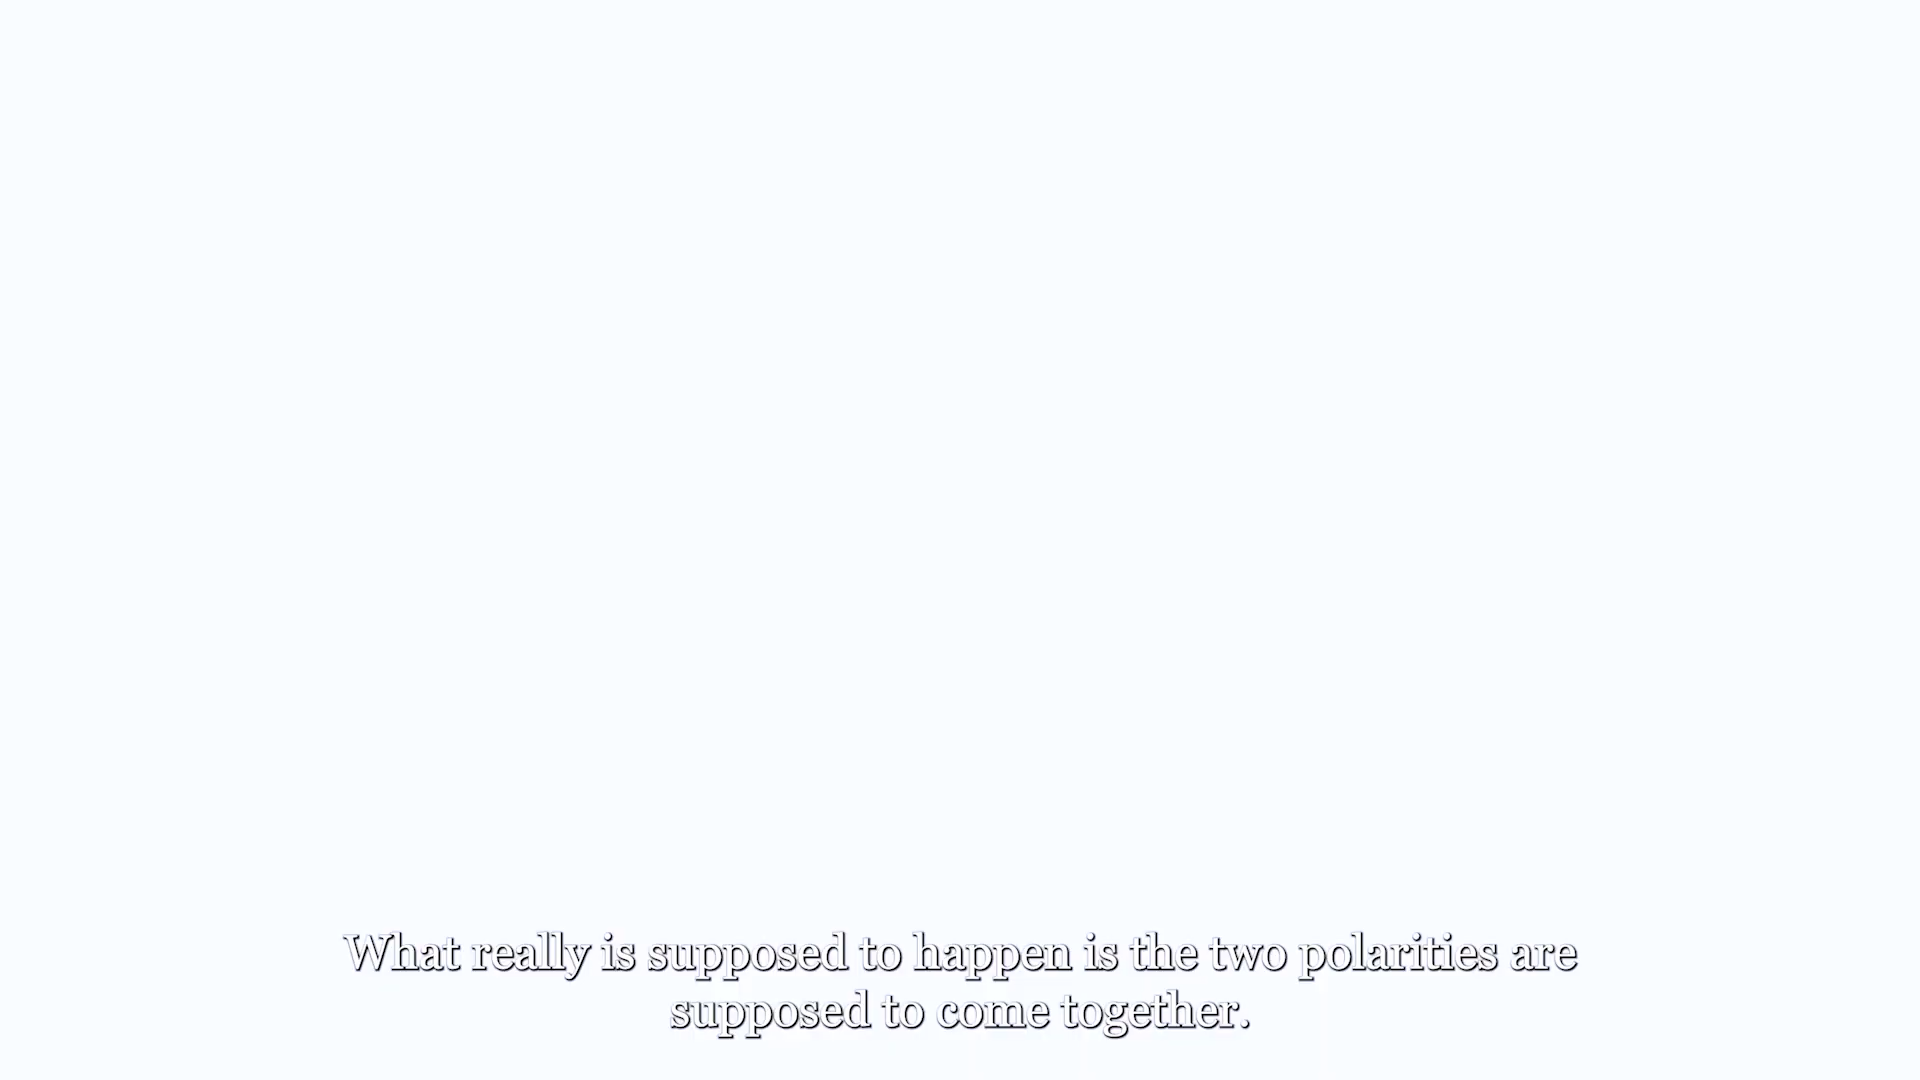 What really is supposed to happen is the two polarities are
supposed to come together.